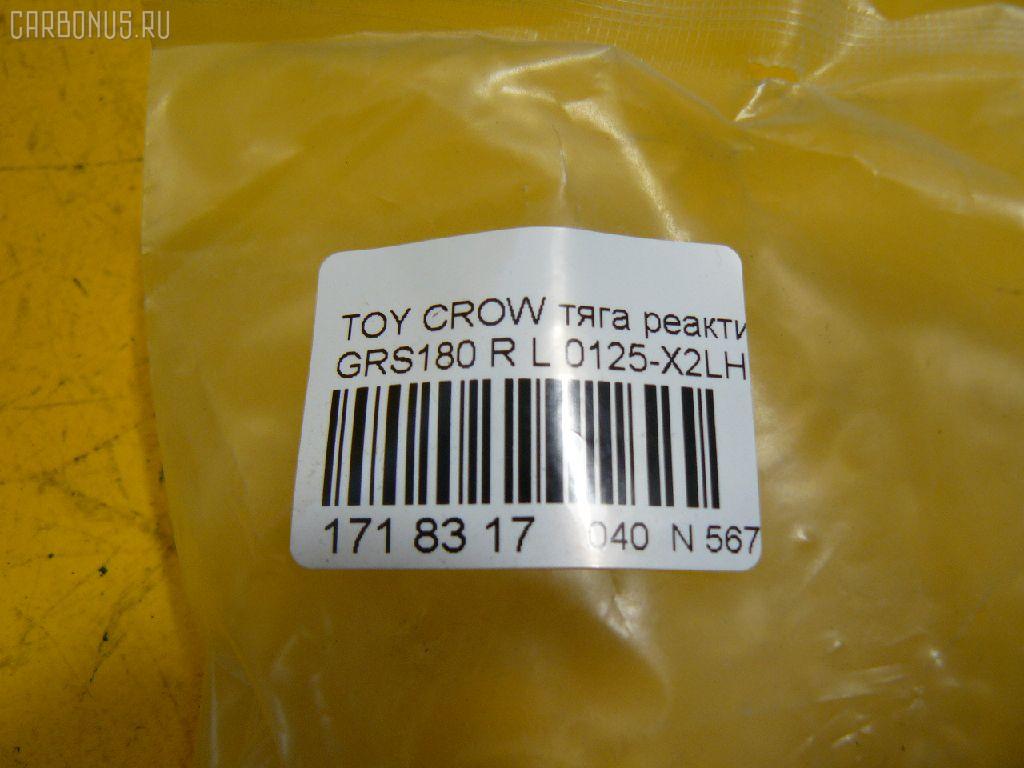 CARBONUS.RU
TOY CROW тяга реакти
GRS180 R L 0125-X2LH
171 83 17 040 N 567